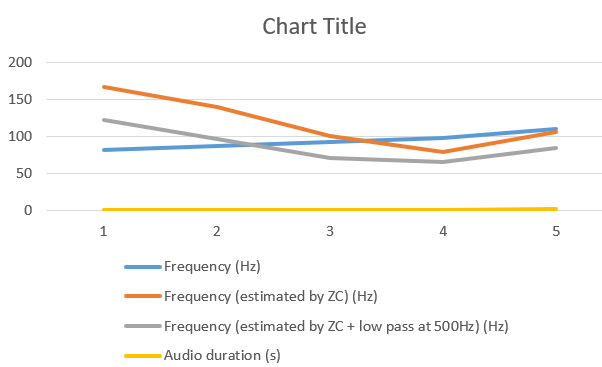 Chart Title
200
150
100
50
0
1 2 3 4 5
Frequency (Hz)
Frequency (estimated by ZC) (Hz)
Frequency (estimated by ZC + low pass at 500Hz) (Hz)
Audio duration (s)